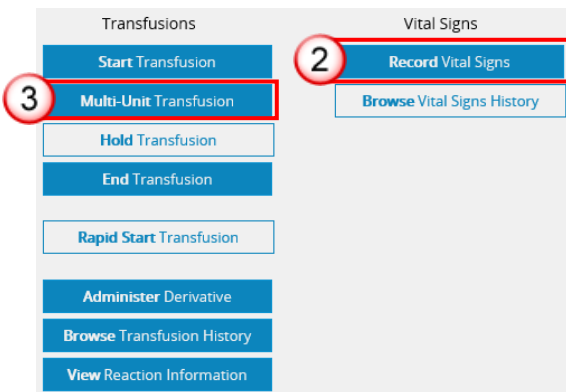 Transfusions
Start Transfusion
3
Multi-Unit Transfusion
Hold Transfusion
End Transfusion
Rapid Start Transfusion
Administer Derivative
Browse Transfusion History
View Reaction Information
Vital Signs
2
Record Vital Signs
Browse Vital Signs History